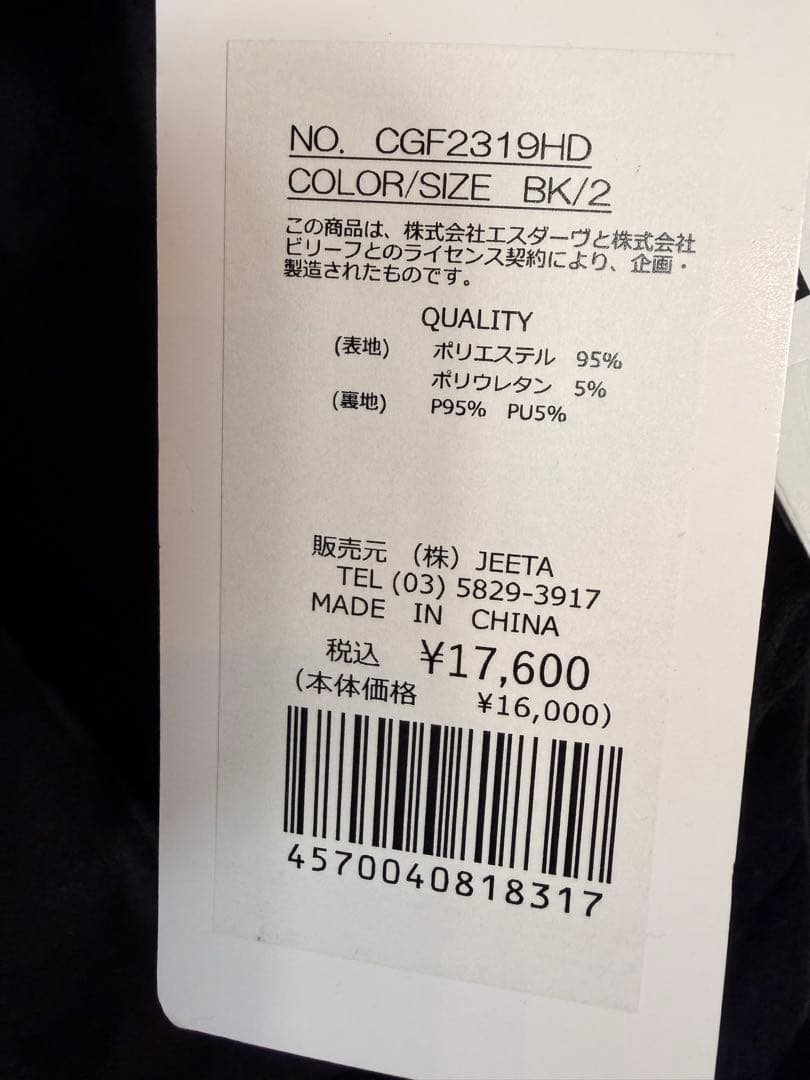 NO. CGF2319HD
COLOR/SIZE BK/2
この商品は、株式会社エスダーヴと株式会社
ビリーフとのライセンス契約により、企画・
製造されたものです。
QUALITY
(表地) ポリエステル 95%
ポリウレタン 5%
(裏地) P95% PU5%
販売元 (株) JEETA
TEL (03) 5829-3917
MADE IN CHINA
税込 ¥17,600
(本体価格 ¥16,000)
4570040818317